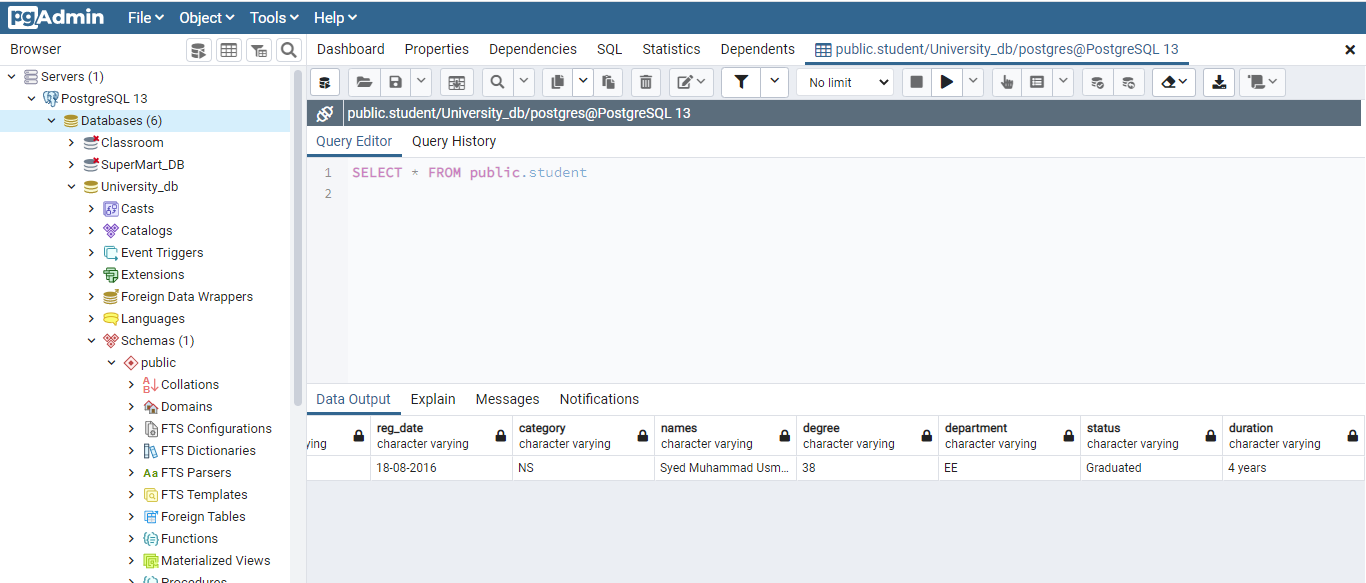 pgAdmin File Object Tools Help
Browser
Dashboard Properties Dependencies SQL Statistics Dependents public.student/University_db/postgres@PostgreSQL 13
Servers (1)
PostgreSQL 13
Databases (6)
Classroom
SuperMart_DB
University_db
Casts
Catalogs
Event Triggers
Extensions
Foreign Data Wrappers
Languages
Schemas (1)
public
Collations
Domains
FTS Configurations
FTS Dictionaries
Aa FTS Parsers
FTS Templates
Foreign Tables
Functions
Materialized Views
Procedures
No limit
public.student/University_db/postgres@PostgreSQL 13
Query Editor Query History
1 SELECT * FROM public.student
2
Data Output Explain Messages Notifications
reg_date category names degree department status duration
ying character varying character varying character varying character varying character varying character varying character varying
18-08-2016 NS Syed Muhammad Usm... 38 EE Graduated 4 years